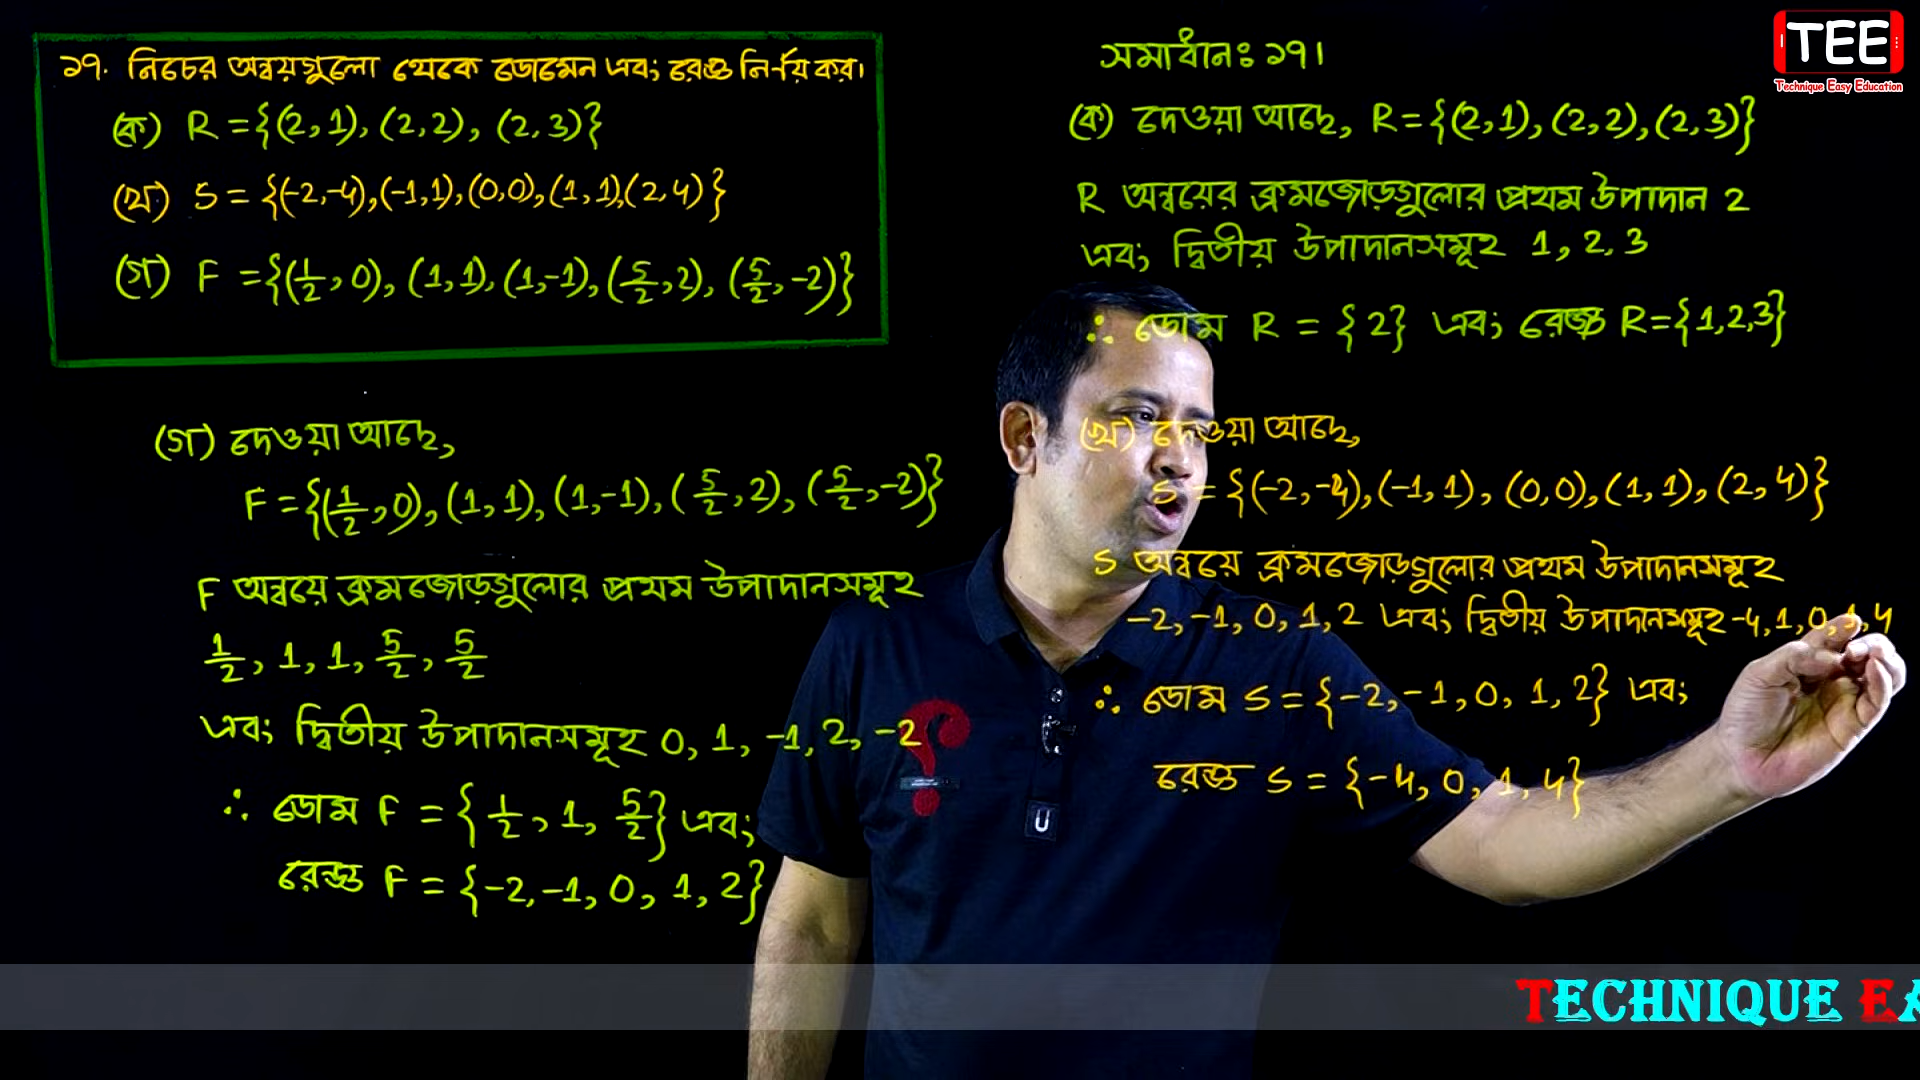 ১৭. নিচের অন্বয়গুলো থেকে ডোমেন এবং রেঞ্জ নির্ণয় কর।
(ক) R = {(2, 1), (2, 2), (2, 3)}
(খ) S = {(-2, -4), (-1, 1), (0, 0), (1, 1), (2, 4)}
(গ) F = {(1/2, 0), (1, 1), (1, -1), (5/2, 2), (5/2, -2)}
সমাধানঃ ১৭।
(ক) দেওয়া আছে, R = {(2, 1), (2, 2), (2, 3)}
R অন্বয়ের ক্রমজোড়গুলোর প্রথম উপাদান 2
এবং দ্বিতীয় উপাদানসমূহ 1, 2, 3
∴ ডোম R = {2} এবং রেঞ্জ R = {1, 2, 3}
(খ) দেওয়া আছে,
S = {(-2, -4), (-1, 1), (0, 0), (1, 1), (2, 4)}
S অন্বয়ে ক্রমজোড়গুলোর প্রথম উপাদানসমূহ
-2, -1, 0, 1, 2 এবং দ্বিতীয় উপাদানসমূহ -4, 1, 0, 1, 4
∴ ডোম S = {-2, -1, 0, 1, 2} এবং
রেঞ্জ S = {-4, 0, 1, 4}
(গ) দেওয়া আছে,
F = {(1/2, 0), (1, 1), (1, -1), (5/2, 2), (5/2, -2)}
F অন্বয়ে ক্রমজোড়গুলোর প্রথম উপাদানসমূহ
1/2, 1, 1, 5/2, 5/2
এবং দ্বিতীয় উপাদানসমূহ 0, 1, -1, 2, -2
∴ ডোম F = {1/2, 1, 5/2} এবং
রেঞ্জ F = {-2, -1, 0, 1, 2}
TEE
Technique Easy Education
?
U
TECHNIQUE EA